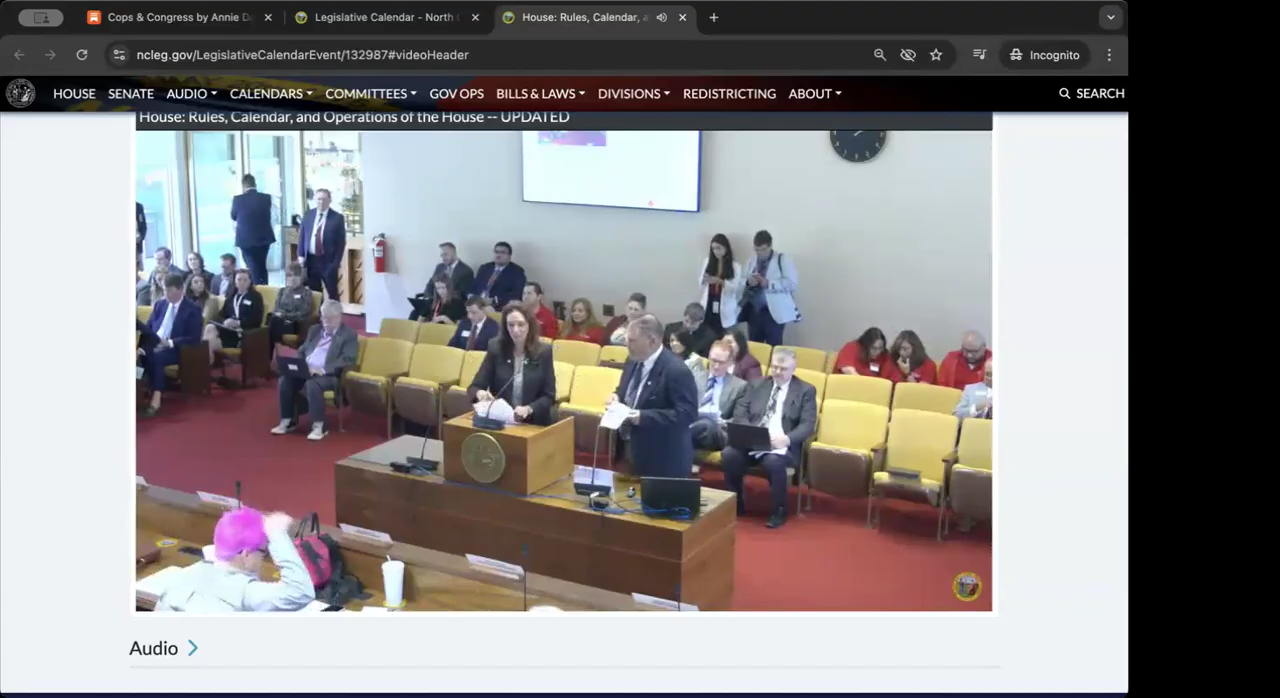 Cops & Congress by Annie D
Legislative Calendar - North
House: Rules, Calendar, a
ncleg.gov/LegislativeCalendarEvent/132987#videoHeader
Incognito
HOUSE SENATE AUDIO CALENDARS COMMITTEES GOV OPS BILLS & LAWS DIVISIONS REDISTRICTING ABOUT SEARCH
House: Rules, Calendar, and Operations of the House -- UPDATED
Audio